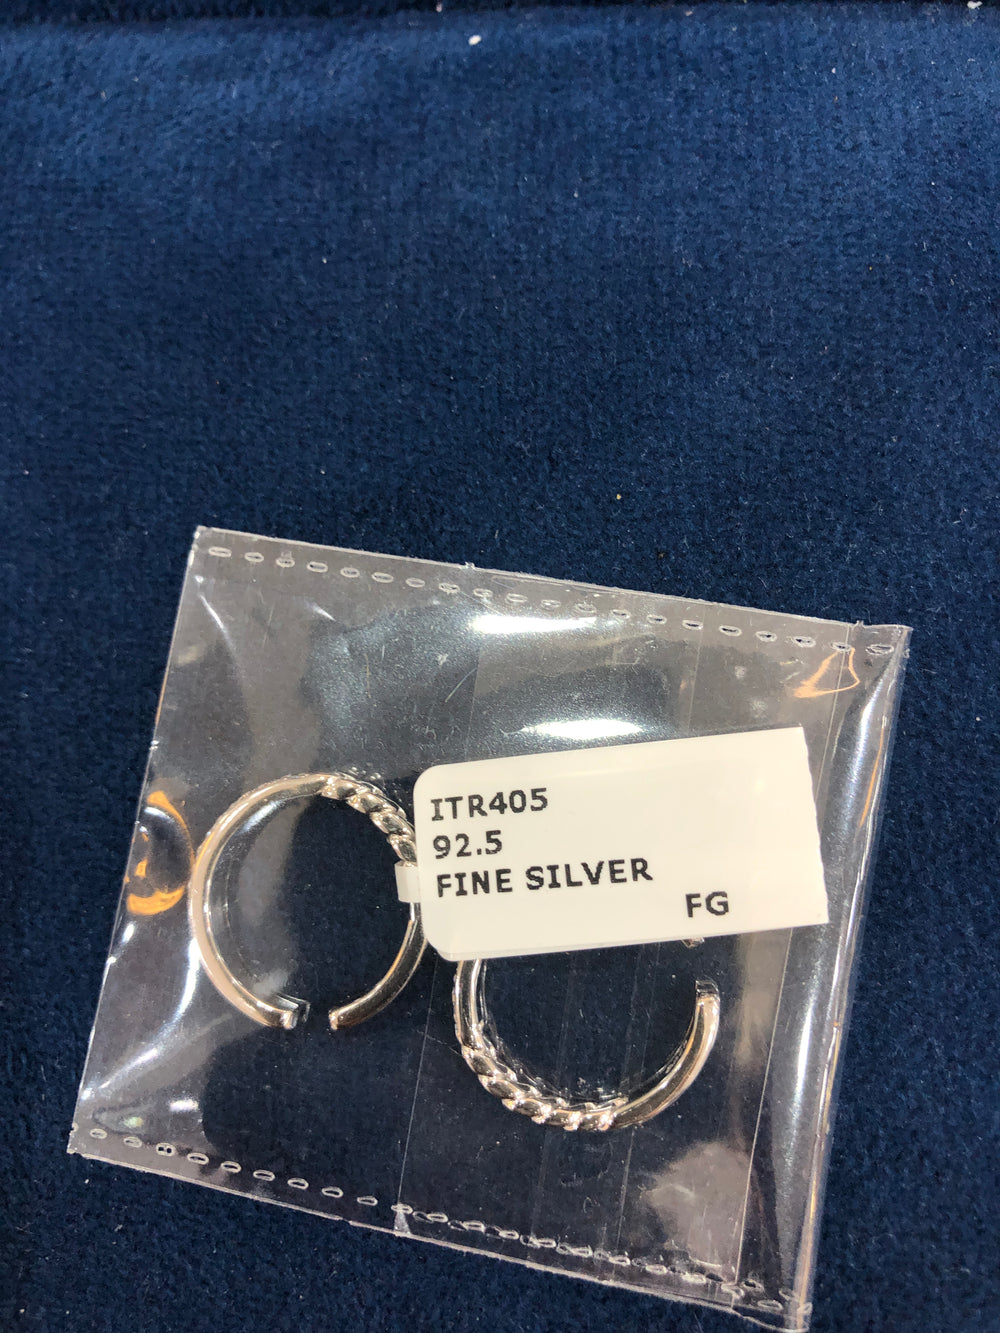 ITR405
92.5
FINE SILVER
FG